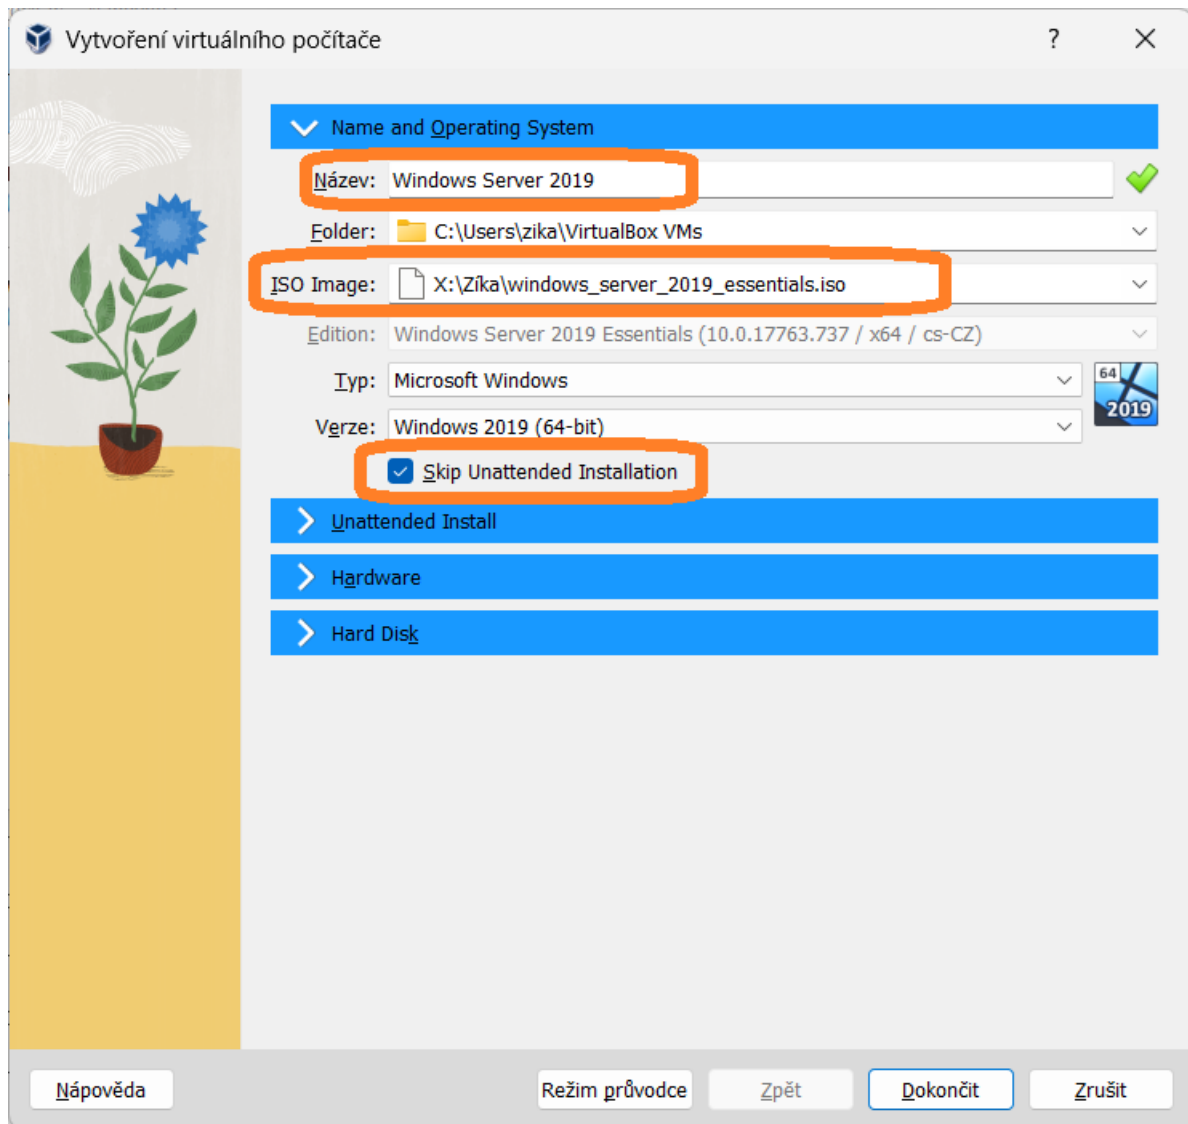 Vytvoření virtuálního počítače ?
Name and Operating System
Název: Windows Server 2019
Folder: C:\Users\zika\VirtualBox VMs
ISO Image: X:\Zíka\windows_server_2019_essentials.iso
Edition: Windows Server 2019 Essentials (10.0.17763.737 / x64 / cs-CZ)
Typ: Microsoft Windows
64
2019
Verze: Windows 2019 (64-bit)
Skip Unattended Installation
Unattended Install
Hardware
Hard Disk
Nápověda Režim průvodce Zpět Dokončit Zrušit